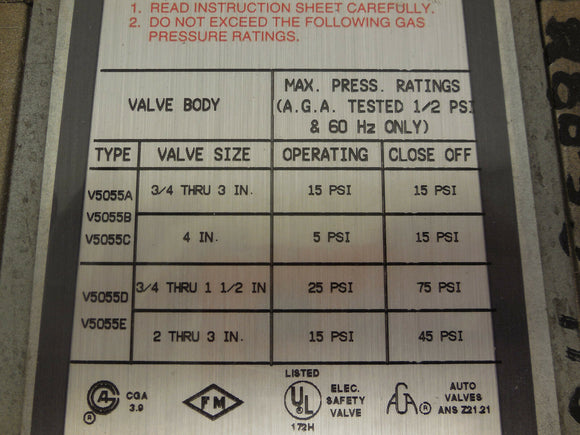 1. READ INSTRUCTION SHEET CAREFULLY.
2. DO NOT EXCEED THE FOLLOWING GAS
PRESSURE RATINGS.
VALVE BODY
MAX. PRESS. RATINGS
(A.G.A. TESTED 1/2 PSI
& 60 Hz ONLY)
TYPE VALVE SIZE OPERATING CLOSE OFF
V5055A
V5055B
V5055C
3/4 THRU 3 IN. 15 PSI 15 PSI
4 IN. 5 PSI 15 PSI
V5055D
V5055E
3/4 THRU 1 1/2 IN 25 PSI 75 PSI
2 THRU 3 IN. 15 PSI 45 PSI
® CGA
3.9
FM
LISTED
UL ®
172H
ELEC.
SAFETY
VALVE
AGA ®
AUTO
VALVES
ANS Z21.21